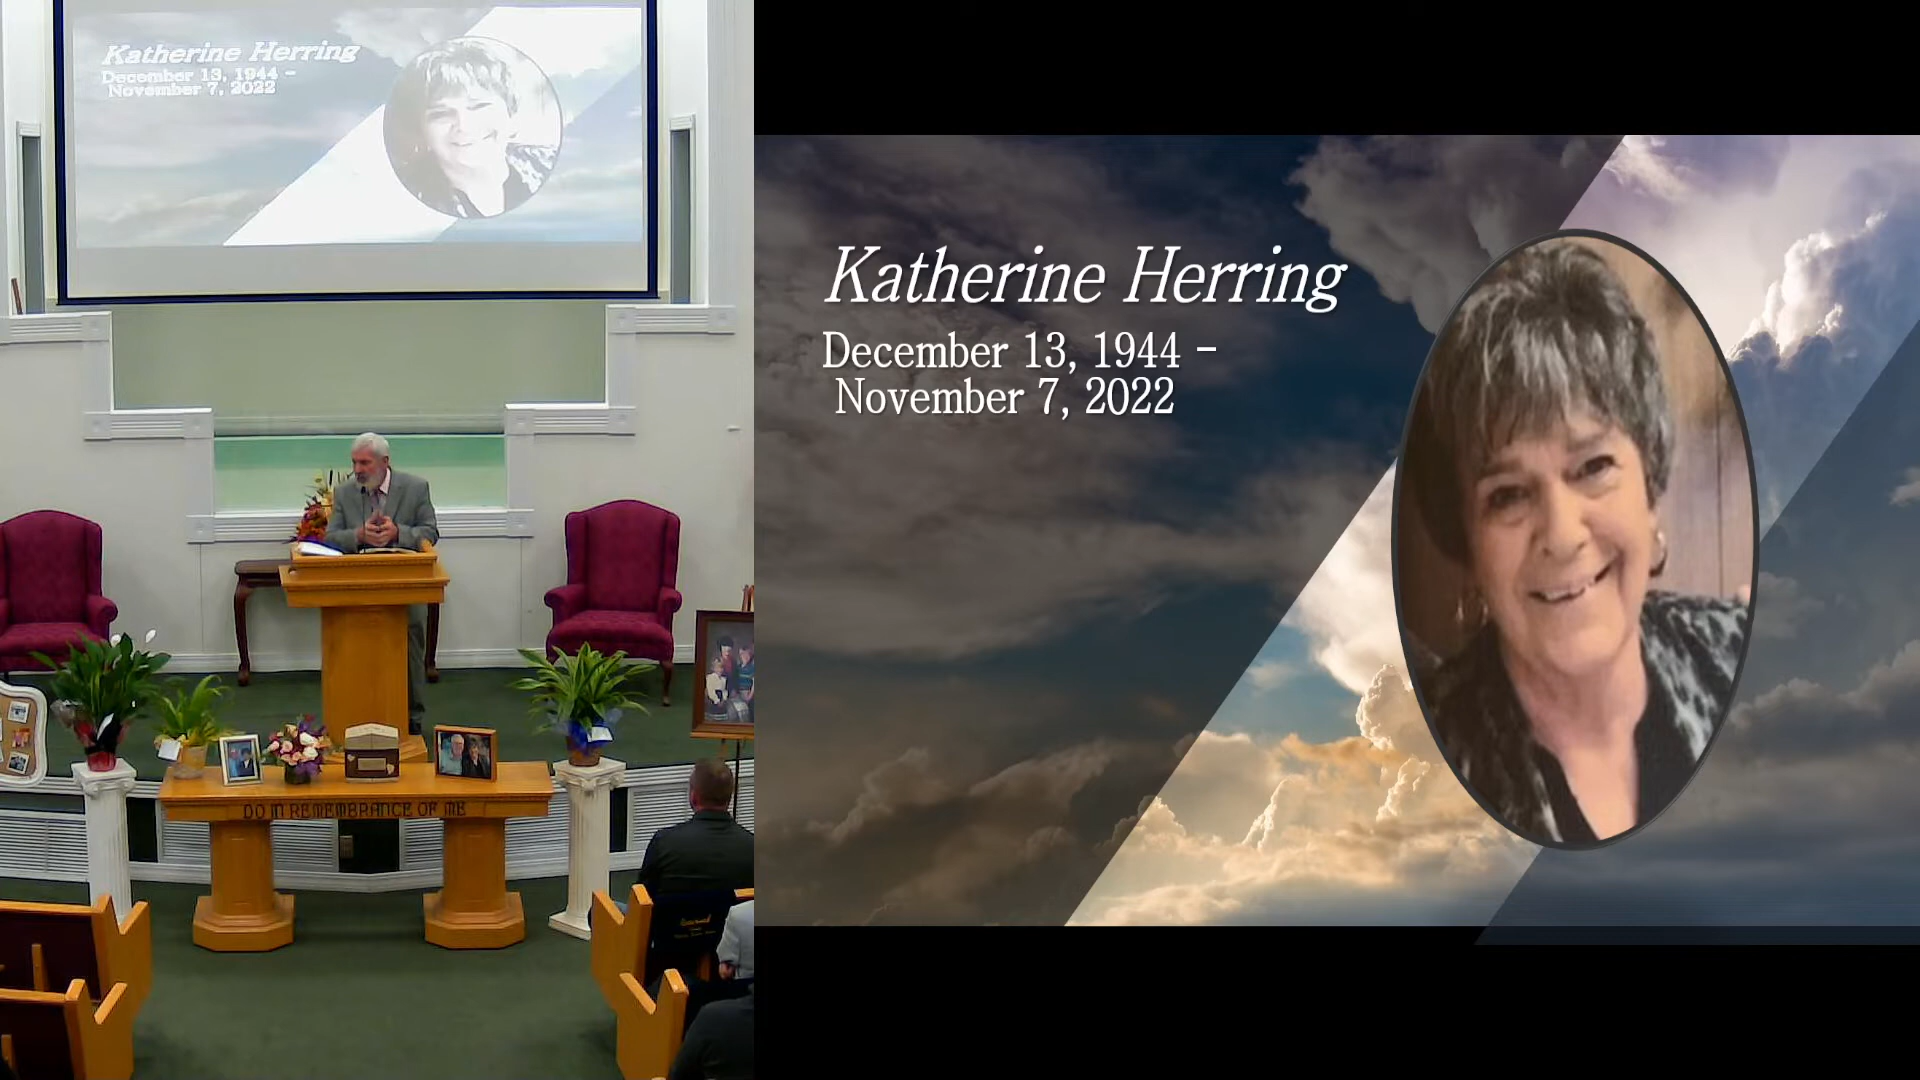 Katherine Herring
December 13, 1944 -
November 7, 2022
DO IN REMEMBRANCE OF ME
Katherine Herring
December 13, 1944 -
November 7, 2022